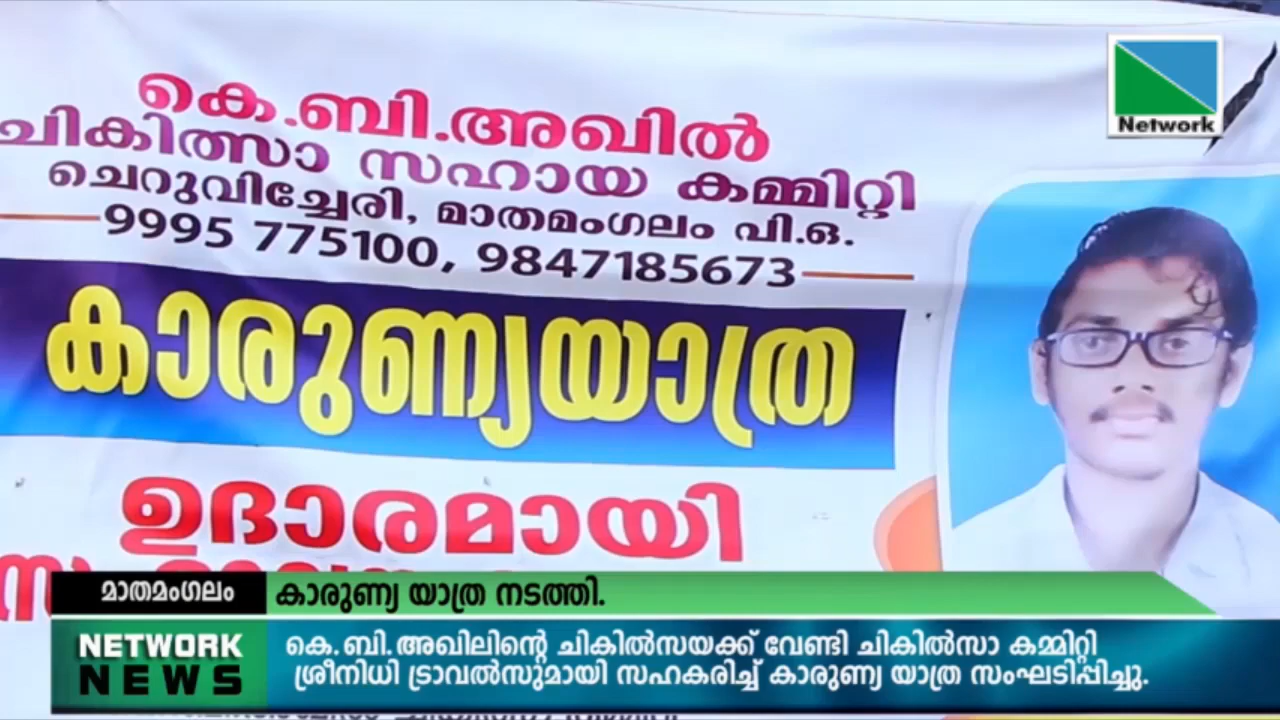 Network
കെ.ബി.അഖിൽ
ചികിത്സാ സഹായ കമ്മിറ്റി
ചെറുവിച്ചേരി, മാതമംഗലം പി.ഒ.
9995 775100, 9847185673
കാരുണ്യയാത്ര
ഉദാരമായി
മാതമംഗലം
കാരുണ്യ യാത്ര നടത്തി.
NETWORK NEWS
കെ.ബി.അഖിലിന്റെ ചികിൽസയക്ക് വേണ്ടി ചികിൽസാ കമ്മിറ്റി
ശ്രീനിധി ട്രാവൽസുമായി സഹകരിച്ച് കാരുണ്യ യാത്ര സംഘടിപ്പിച്ചു.